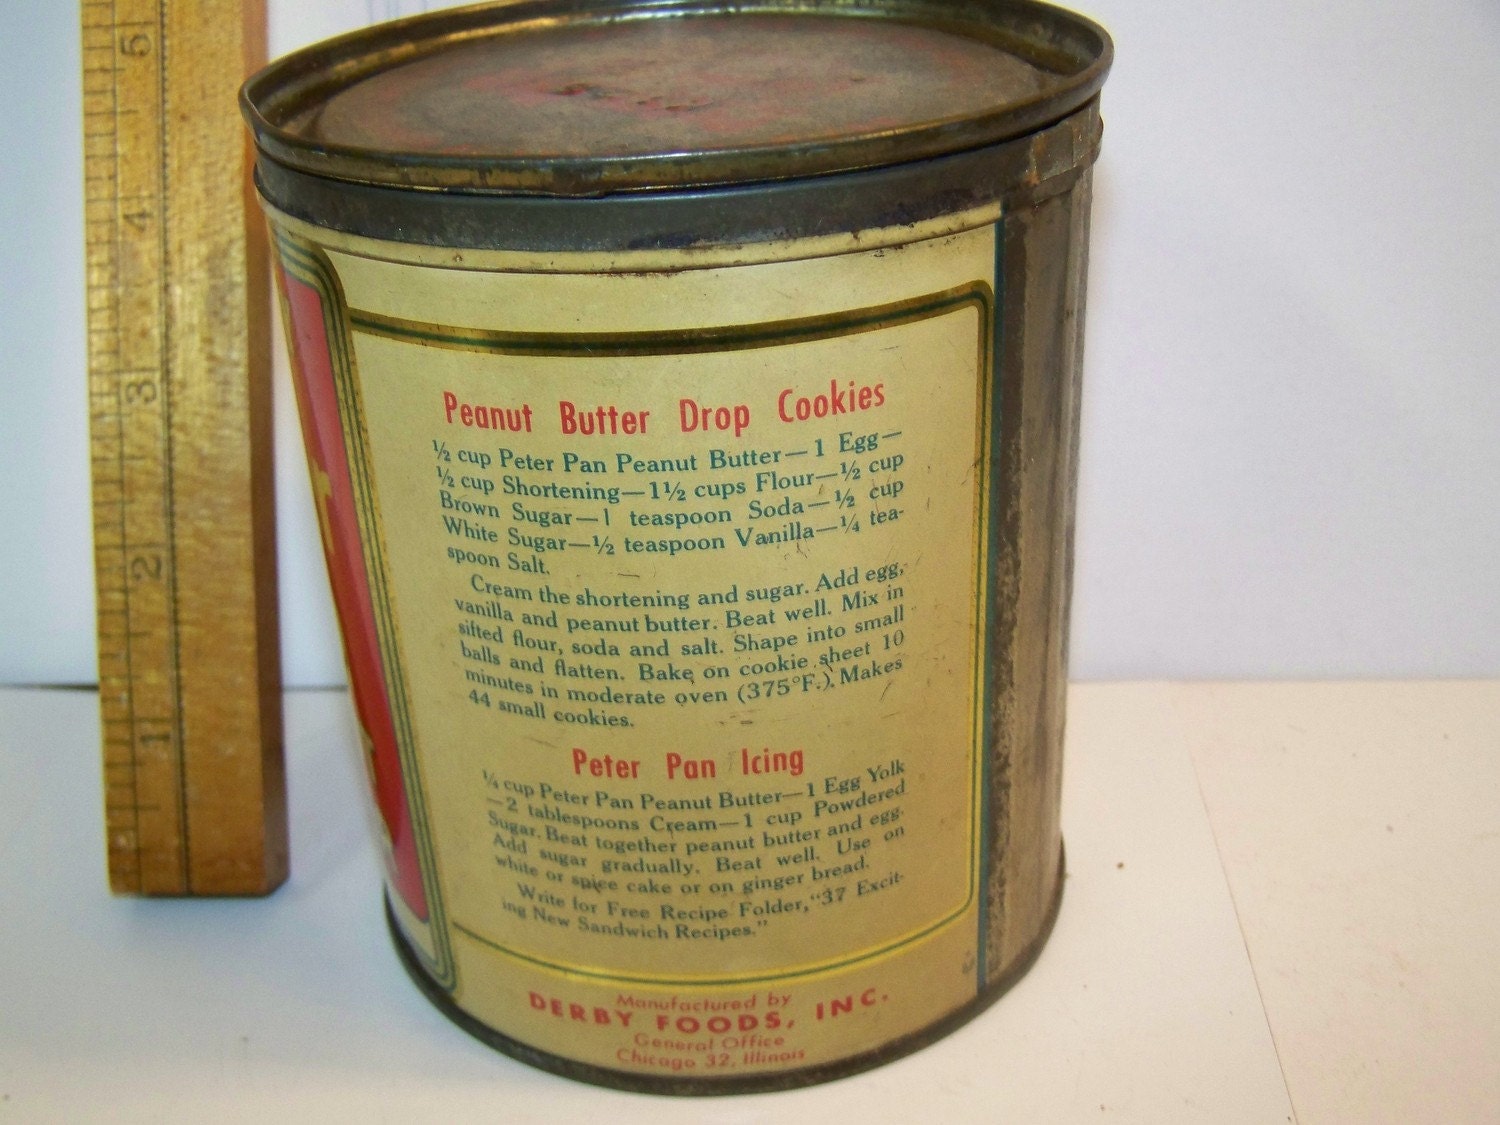 5
4
3
2
1
Peanut Butter Drop Cookies
½ cup Peter Pan Peanut Butter—1 Egg—
½ cup Shortening—1½ cups Flour—½ cup
Brown Sugar—1 teaspoon Soda—½ cup
White Sugar—½ teaspoon Vanilla—¼ tea-
spoon Salt.
Cream the shortening and sugar. Add egg,
vanilla and peanut butter. Beat well. Mix in
sifted flour, soda and salt. Shape into small
balls and flatten. Bake on cookie sheet 10
minutes in moderate oven (375°F.). Makes
44 small cookies.
Peter Pan Icing
¼ cup Peter Pan Peanut Butter—1 Egg Yolk
—2 tablespoons Cream—1 cup Powdered
Sugar. Beat together peanut butter and egg.
Add sugar gradually. Beat well. Use on
white or spice cake or on ginger bread.
Write for Free Recipe Folder, "37 Excit-
ing New Sandwich Recipes."
Manufactured by
DERBY FOODS, INC.
General Office
Chicago 32, Illinois